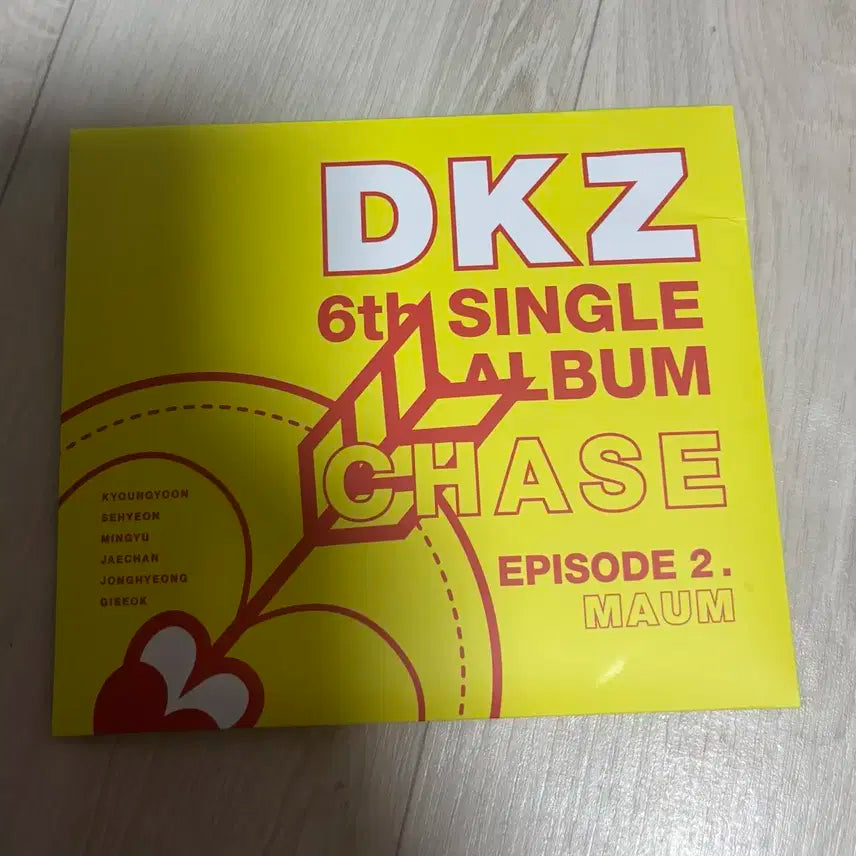 DKZ
6th SINGLE
ALBUM
CHASE
EPISODE 2.
MAUM
KYOUNGYOON
SEHYEON
MINGYU
JAECHAN
JONGHYEONG
GISEOK